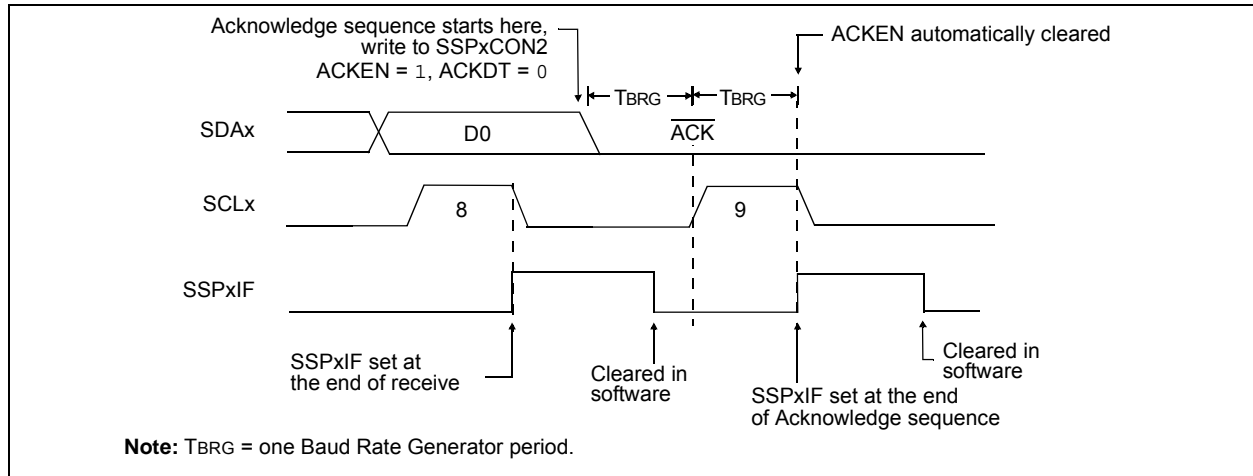 Acknowledge sequence starts here,
write to SSPxCON2
ACKEN = 1, ACKDT = 0
ACKEN automatically cleared
TBRG
TBRG
SDAx
D0
ACK
SCLx
8
9
SSPxIF
SSPxIF set at
the end of receive
Cleared in
software
SSPxIF set at the end
of Acknowledge sequence
Cleared in
software
Note: TBRG = one Baud Rate Generator period.